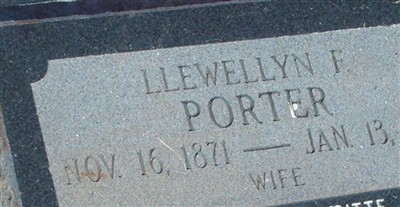 LLEWELLYN F.
PORTER
NOV. 16, 1871 — JAN. 13,
WIFE